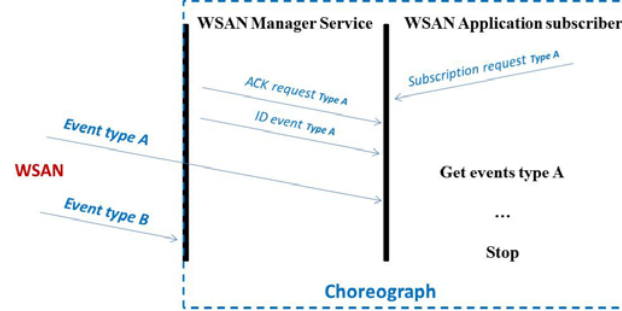 WSAN Manager Service
WSAN Application subscriber
Subscription request Type A
ACK request Type A
ID event Type A
Event type A
WSAN
Get events type A
Event type B
...
Stop
Choreograph